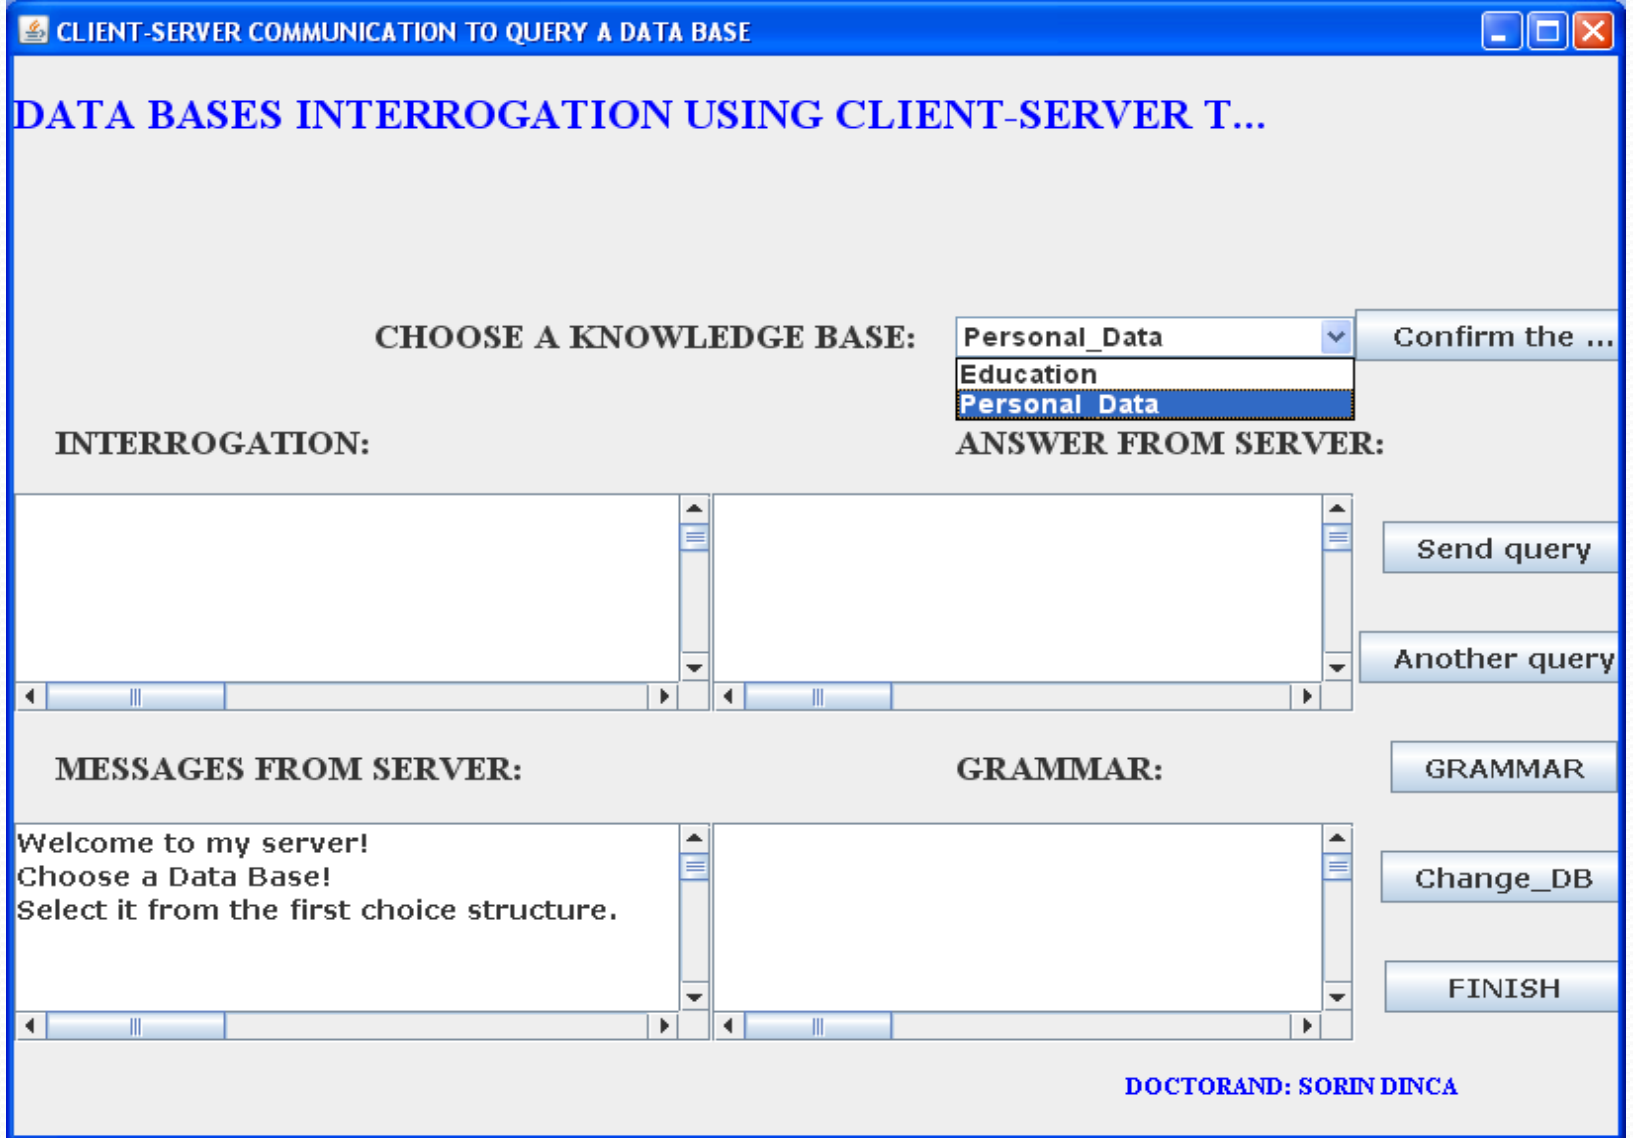 CLIENT-SERVER COMMUNICATION TO QUERY A DATA BASE
DATA BASES INTERROGATION USING CLIENT-SERVER T...
CHOOSE A KNOWLEDGE BASE:
Personal_Data
Confirm the ...
Education
Personal_Data
INTERROGATION:
ANSWER FROM SERVER:
Send query
Another query
MESSAGES FROM SERVER:
GRAMMAR:
GRAMMAR
Welcome to my server!
Choose a Data Base!
Select it from the first choice structure.
Change_DB
FINISH
DOCTORAND: SORIN DINCA